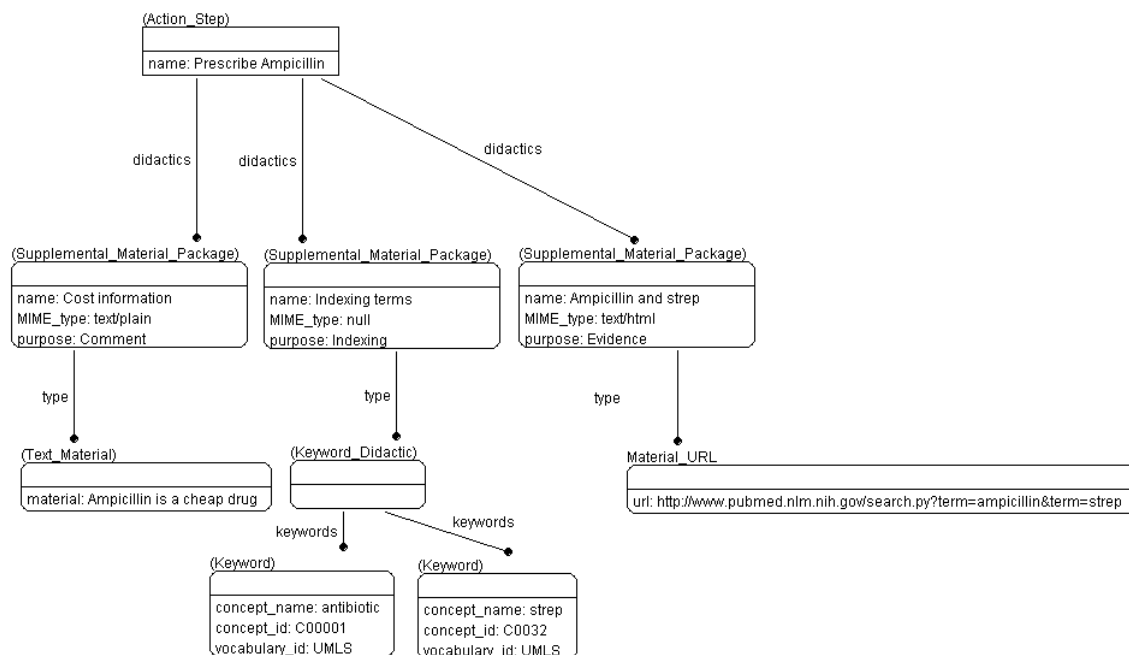 (Action_Step)
name: Prescribe Ampicillin
didactics
didactics
didactics
(Supplemental_Material_Package)
name: Cost information
MIME_type: text/plain
purpose: Comment
(Supplemental_Material_Package)
name: Indexing terms
MIME_type: null
purpose: Indexing
(Supplemental_Material_Package)
name: Ampicillin and strep
MIME_type: text/html
purpose: Evidence
type
type
type
(Text_Material)
material: Ampicillin is a cheap drug
(Keyword_Didactic)
Material_URL
url: http://www.pubmed.nlm.nih.gov/search.py?term=ampicillin&term=strep
keywords
keywords
(Keyword)
concept_name: antibiotic
concept_id: C00001
vocabulary_id: UMLS
(Keyword)
concept_name: strep
concept_id: C0032
vocabulary_id: UMLS